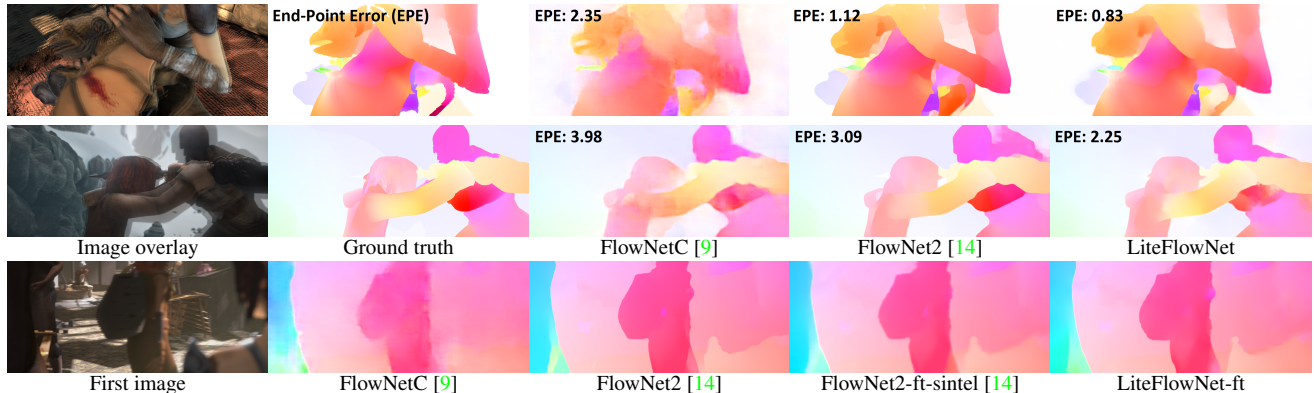 End-Point Error (EPE) EPE: 2.35 EPE: 1.12 EPE: 0.83
EPE: 3.98 EPE: 3.09 EPE: 2.25
Image overlay Ground truth FlowNetC [9] FlowNet2 [14] LiteFlowNet
First image FlowNetC [9] FlowNet2 [14] FlowNet2-ft-sintel [14] LiteFlowNet-ft